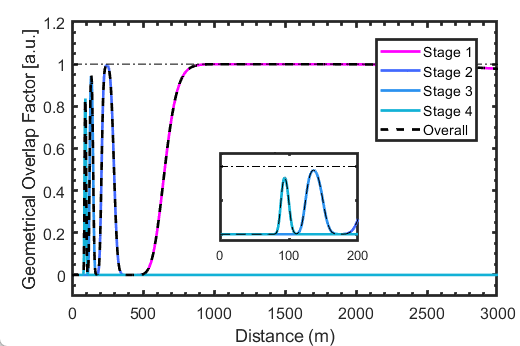 Geometrical Overlap Factor [a.u.]
1.2
1
0.8
0.6
0.4
0.2
0
Stage 1
Stage 2
Stage 3
Stage 4
Overall
0 100 200
0 500 1000 1500 2000 2500 3000
Distance (m)